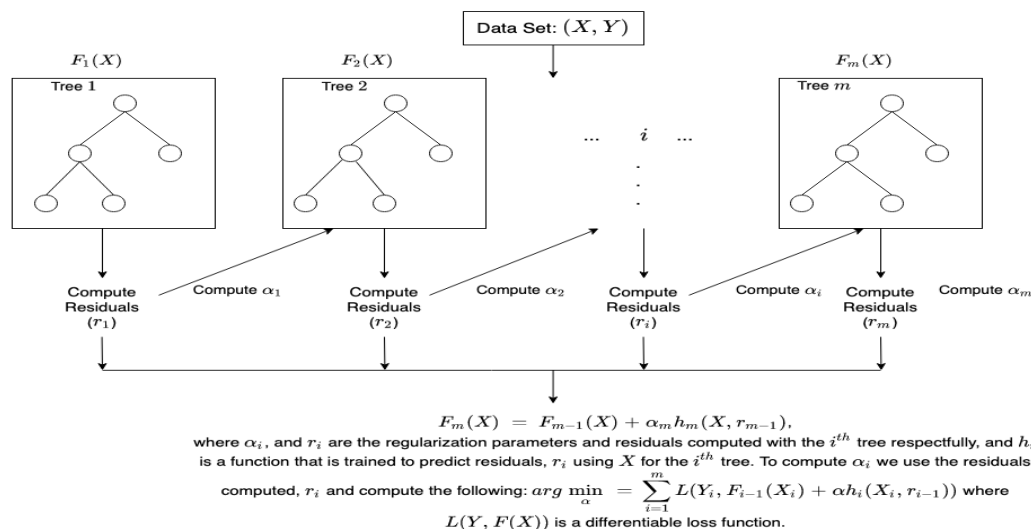 Data Set: (X, Y)
F₁(X)
F₂(X)
Fₘ(X)
Tree 1
Tree 2
Tree m
... i ...
.
.
.
Compute
Residuals
(r₁)
Compute α₁
Compute
Residuals
(r₂)
Compute α₂
Compute
Residuals
(rᵢ)
Compute αᵢ
Compute
Residuals
(rₘ)
Compute αₘ
Fₘ(X) = Fₘ₋₁(X) + αₘhₘ(X, rₘ₋₁),
where αᵢ, and rᵢ are the regularization parameters and residuals computed with the iᵗʰ tree respectfully, and h
is a function that is trained to predict residuals, rᵢ using X for the iᵗʰ tree. To compute αᵢ we use the residuals
computed, rᵢ and compute the following: arg min_α = ∑_{i=1}^{m} L(Yᵢ, Fᵢ₋₁(Xᵢ) + αhᵢ(Xᵢ, rᵢ₋₁)) where
L(Y, F(X)) is a differentiable loss function.